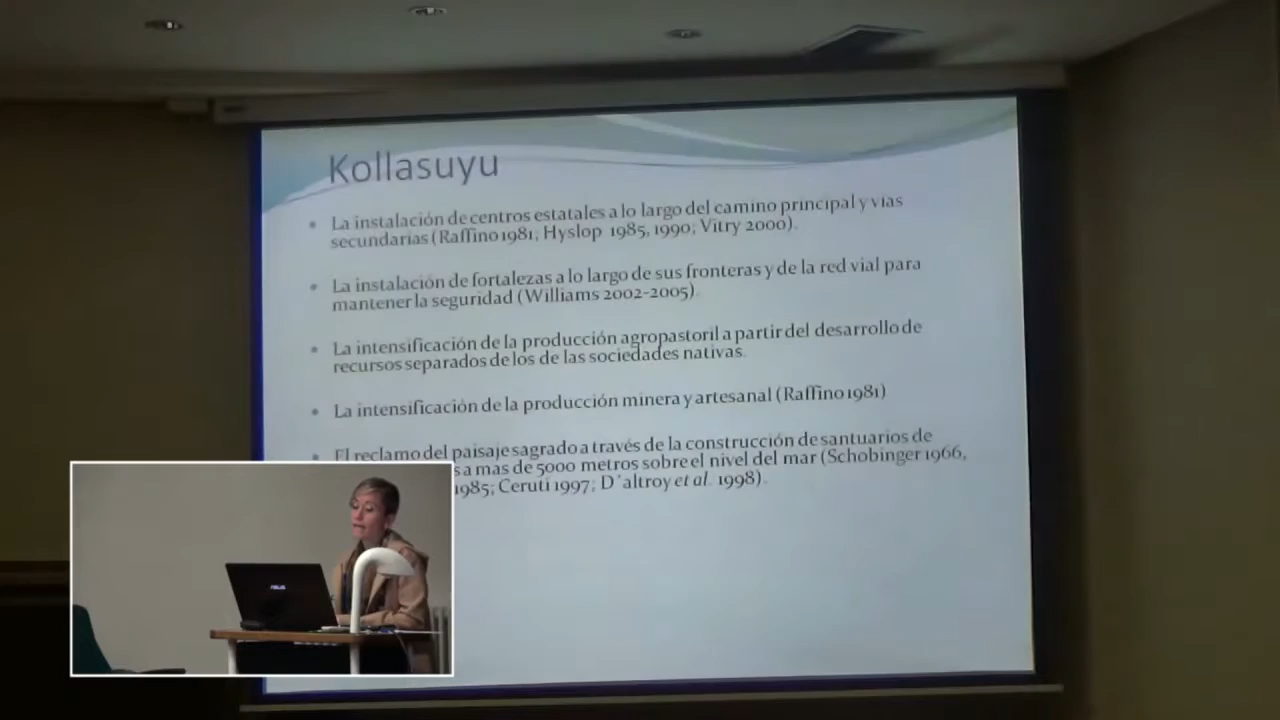 Kollasuyu
La instalación de centros estatales a lo largo del camino principal y vias
secundarias (Raffino 1981; Hyslop 1985, 1990; Vitry 2000).
La instalación de fortalezas a lo largo de sus fronteras y de la red vial para
mantener la seguridad (Williams 2002-2005).
La intensificación de la producción agropastoril a partir del desarrollo de
recursos separados de los de las sociedades nativas.
La intensificación de la producción minera y artesanal (Raffino 1981)
El reclamo del paisaje sagrado a través de la construcción de santuarios de
a mas de 5000 metros sobre el nivel del mar (Schobinger 1966,
1985; Ceruti 1997; D´altroy et al. 1998).
ASUS